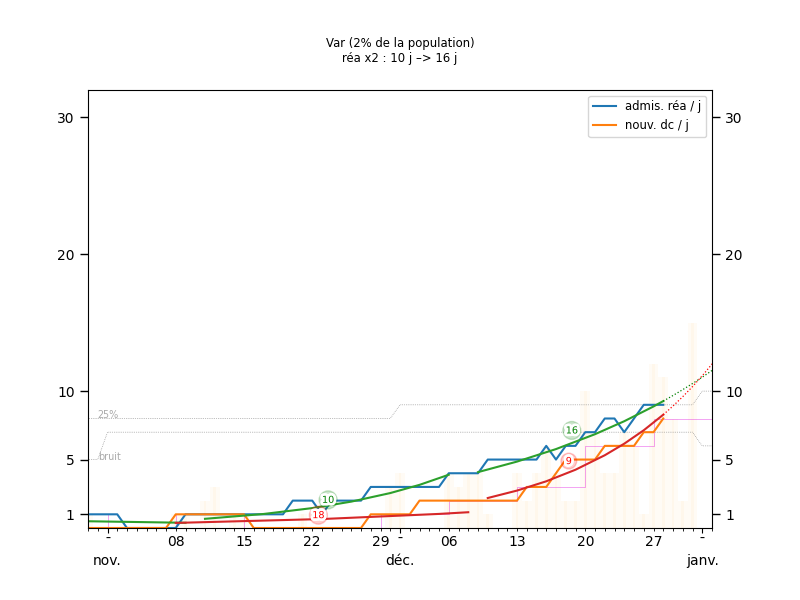 Var (2% de la population)
réa x2 : 10 j –> 16 j
admis. réa / j
nouv. dc / j
30
30
20
20
10
10
25%
16
bruit
5
9
5
10
1
18
1
- 08 15 22 29 - 06 13 20 27 -
nov. déc. janv.